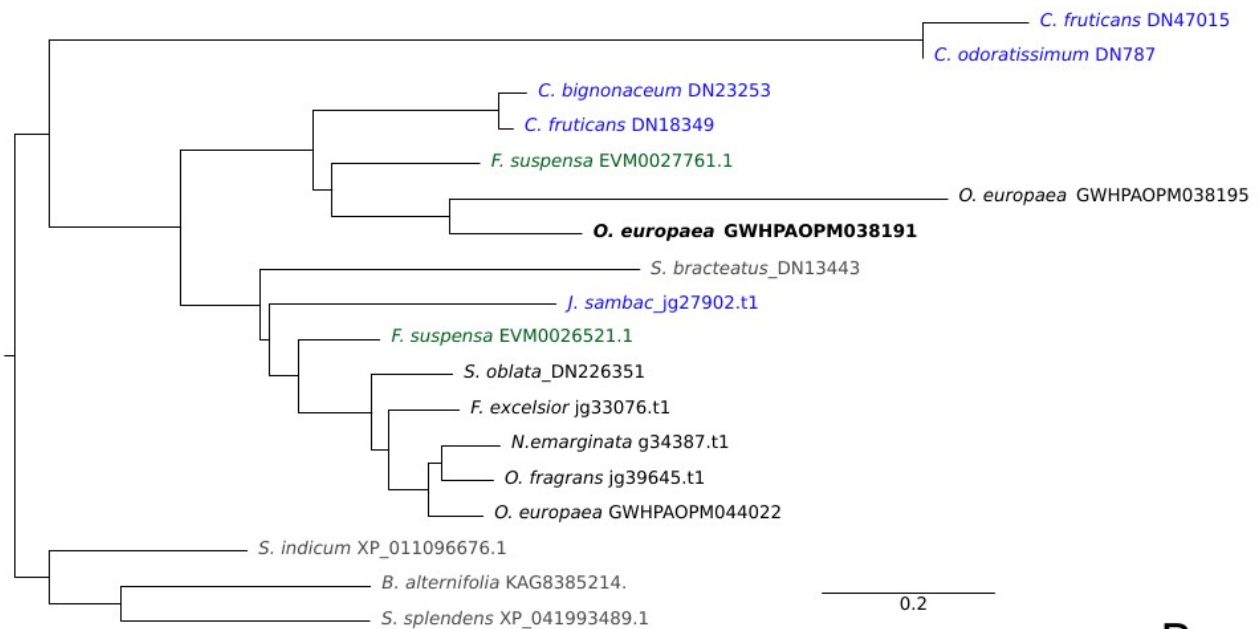 C. fruticans DN47015
C. odoratissimum DN787
C. bignonaceum DN23253
C. fruticans DN18349
F. suspensa EVM0027761.1
O. europaea GWHPAOPM038195
O. europaea GWHPAOPM038191
S. bracteatus_DN13443
J. sambac_jg27902.t1
F. suspensa EVM0026521.1
S. oblata_DN226351
F. excelsior jg33076.t1
N.emarginata g34387.t1
O. fragrans jg39645.t1
O. europaea GWHPAOPM044022
S. indicum XP_011096676.1
B. alternifolia KAG8385214.
S. splendens XP_041993489.1
0.2